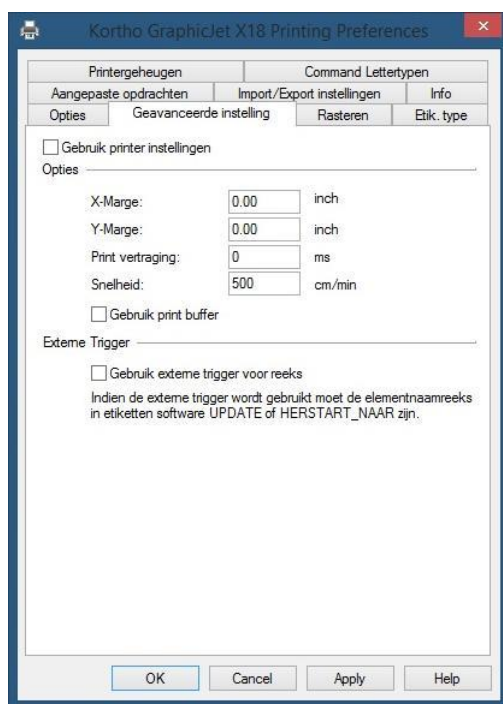 Kortho GraphicJet X18 Printing Preferences
×
Printergeheugen
Command Lettertypen
Aangepaste opdrachten
Import/Export instellingen
Info
Opties
Geavanceerde instelling
Rasteren
Etik. type
Gebruik printer instellingen
Opties
X-Marge: 0.00 inch
Y-Marge: 0.00 inch
Print vertraging: 0 ms
Snelheid: 500 cm/min
Gebruik print buffer
Externe Trigger
Gebruik externe trigger voor reeks
Indien de externe trigger wordt gebruikt moet de elementnaamreeks
in etiketten software UPDATE of HERSTART_NAAR zijn.
OK
Cancel
Apply
Help